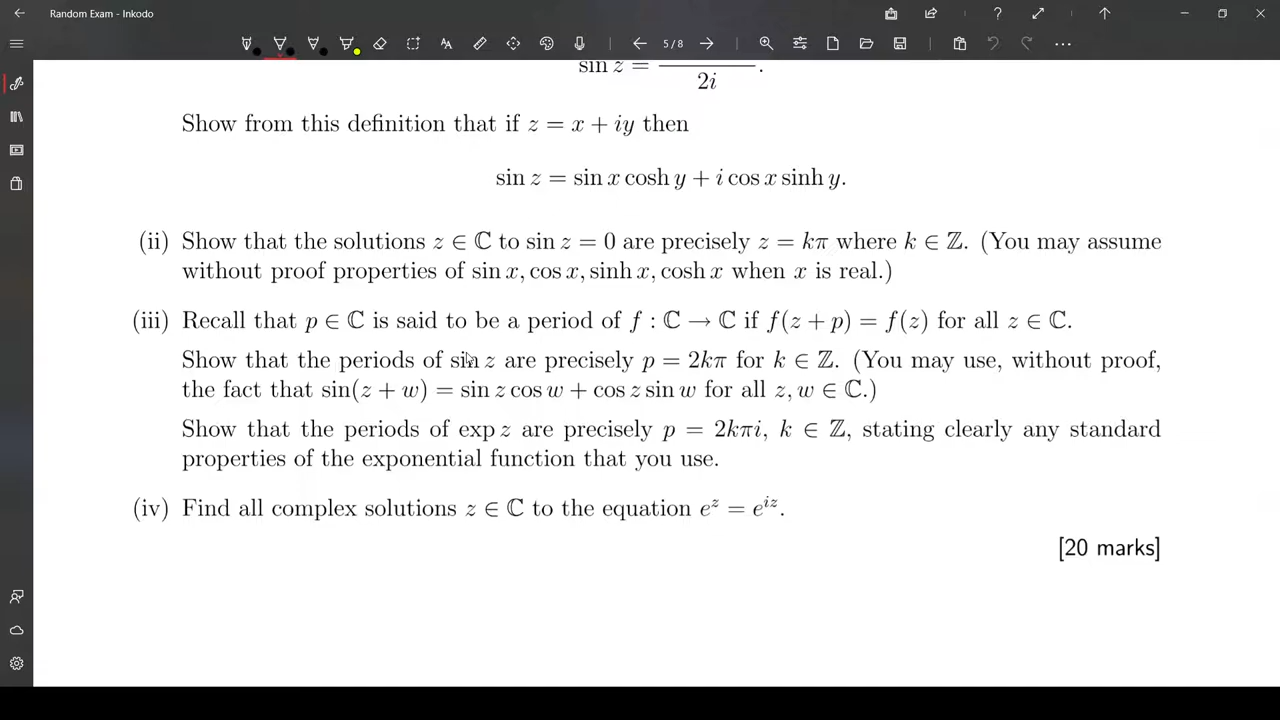 Random Exam - Inkodo
5/8
sin z = 2i .
Show from this definition that if z = x + iy then
sin z = sin x cosh y + i cos x sinh y.
(ii) Show that the solutions z ∈ ℂ to sin z = 0 are precisely z = kπ where k ∈ ℤ. (You may assume
without proof properties of sin x, cos x, sinh x, cosh x when x is real.)
(iii) Recall that p ∈ ℂ is said to be a period of f : ℂ → ℂ if f(z + p) = f(z) for all z ∈ ℂ.
Show that the periods of sin z are precisely p = 2kπ for k ∈ ℤ. (You may use, without proof,
the fact that sin(z + w) = sin z cos w + cos z sin w for all z, w ∈ ℂ.)
Show that the periods of exp z are precisely p = 2kπi, k ∈ ℤ, stating clearly any standard
properties of the exponential function that you use.
(iv) Find all complex solutions z ∈ ℂ to the equation e^z = e^{iz}.
[20 marks]